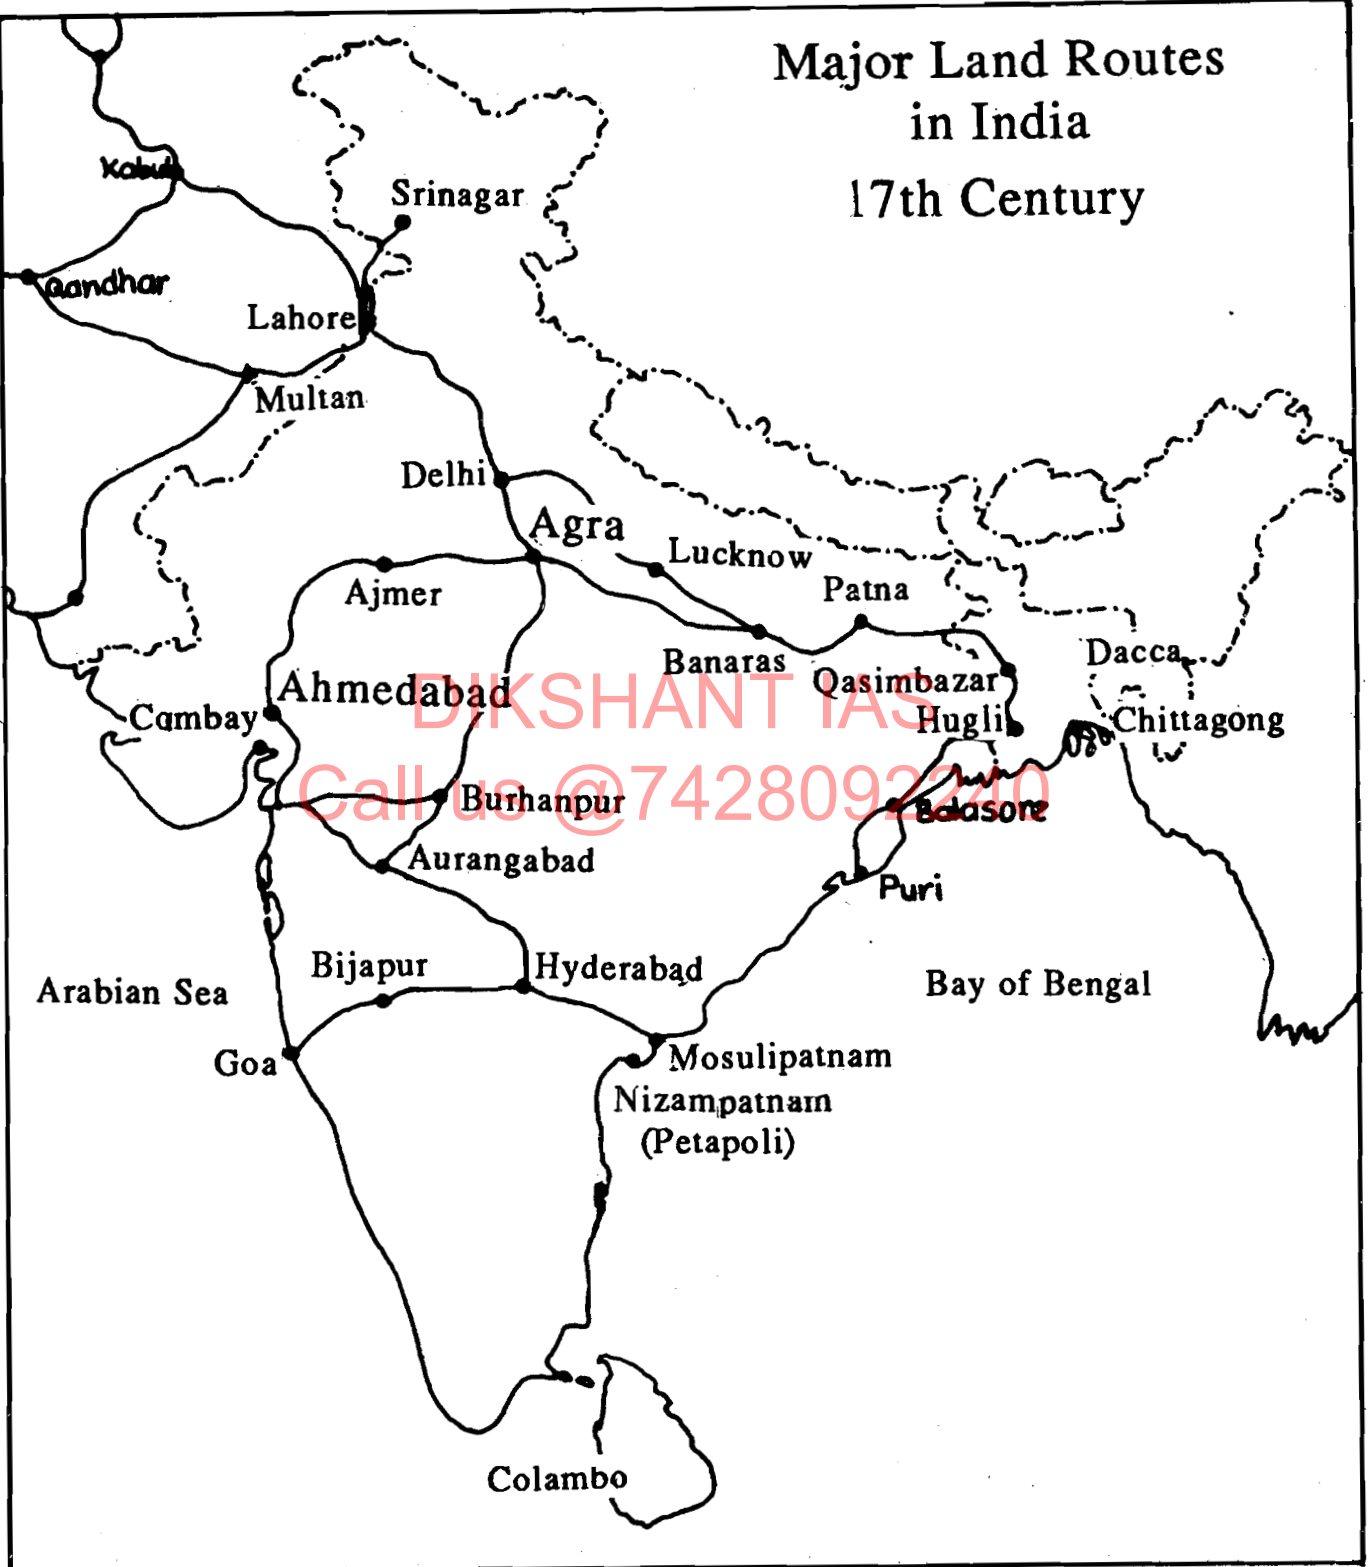 Major Land Routes
in India
17th Century
Kabul
Srinagar
Qandhar
Lahore
Multan
Delhi
Agra
Lucknow
Ajmer
Patna
Banaras
Dacca
Ahmedabad
Qasimbazar
DIKSHANT IAS
Cambay
Hugli
Chittagong
Call us @7428092240
Burhanpur
Balasore
Aurangabad
Puri
Bijapur
Hyderabad
Arabian Sea
Bay of Bengal
Goa
Mosulipatnam
Nizampatnam
(Petapoli)
Colambo